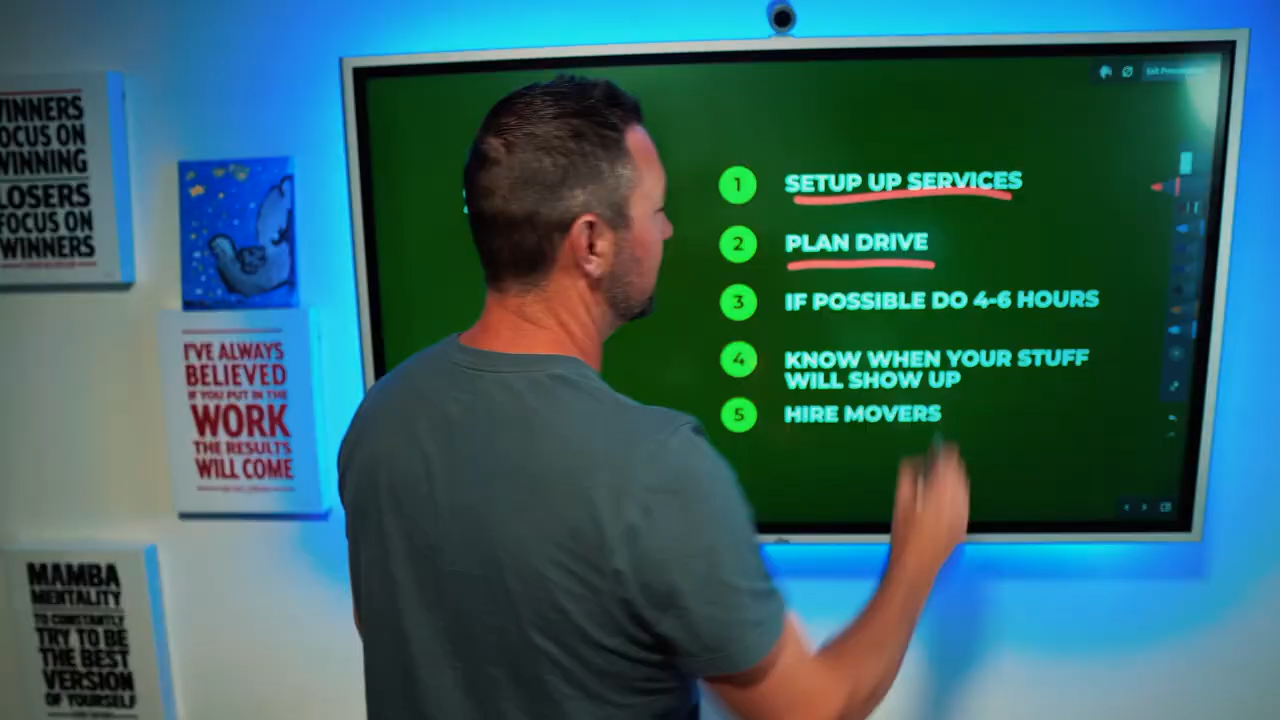 WINNERS
FOCUS ON
WINNING
LOSERS
FOCUS ON
WINNERS
I'VE ALWAYS
BELIEVED
IF YOU PUT IN THE
WORK
THE RESULTS
WILL COME
MAMBA
MENTALITY
TO CONSTANTLY
TRY TO BE
THE BEST
VERSION
OF YOURSELF
1 SETUP UP SERVICES
2 PLAN DRIVE
3 IF POSSIBLE DO 4-6 HOURS
4 KNOW WHEN YOUR STUFF
WILL SHOW UP
5 HIRE MOVERS